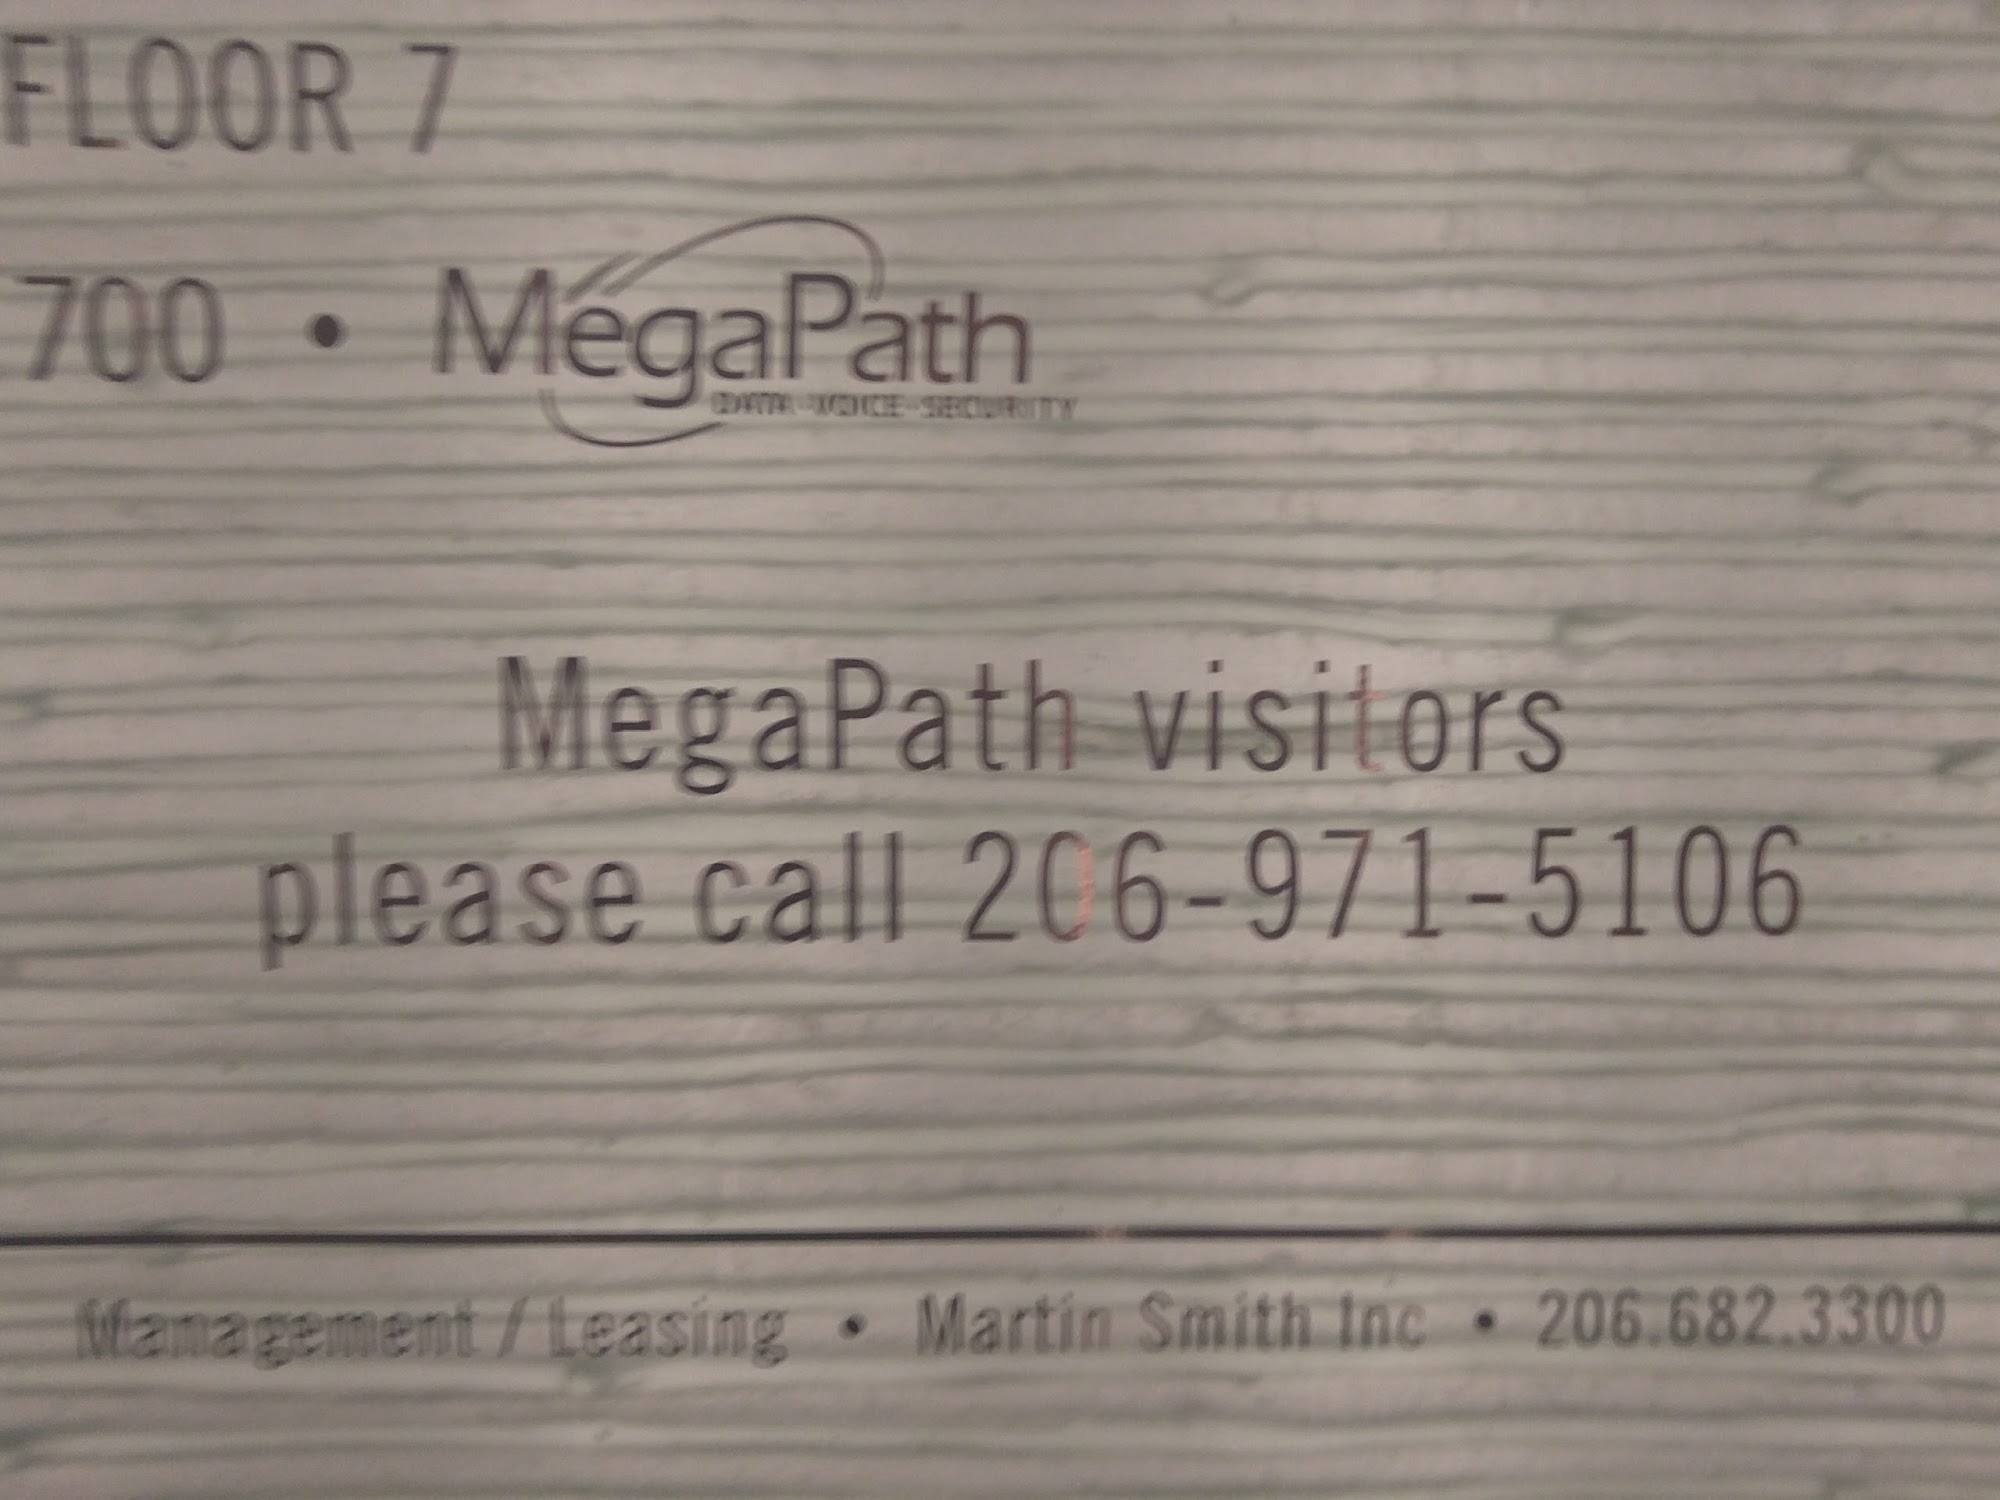 FLOOR 7
700 • MegaPath
DATA · VOICE · SECURITY
MegaPath visitors
please call 206-971-5106
Management / Leasing • Martin Smith Inc • 206.682.3300